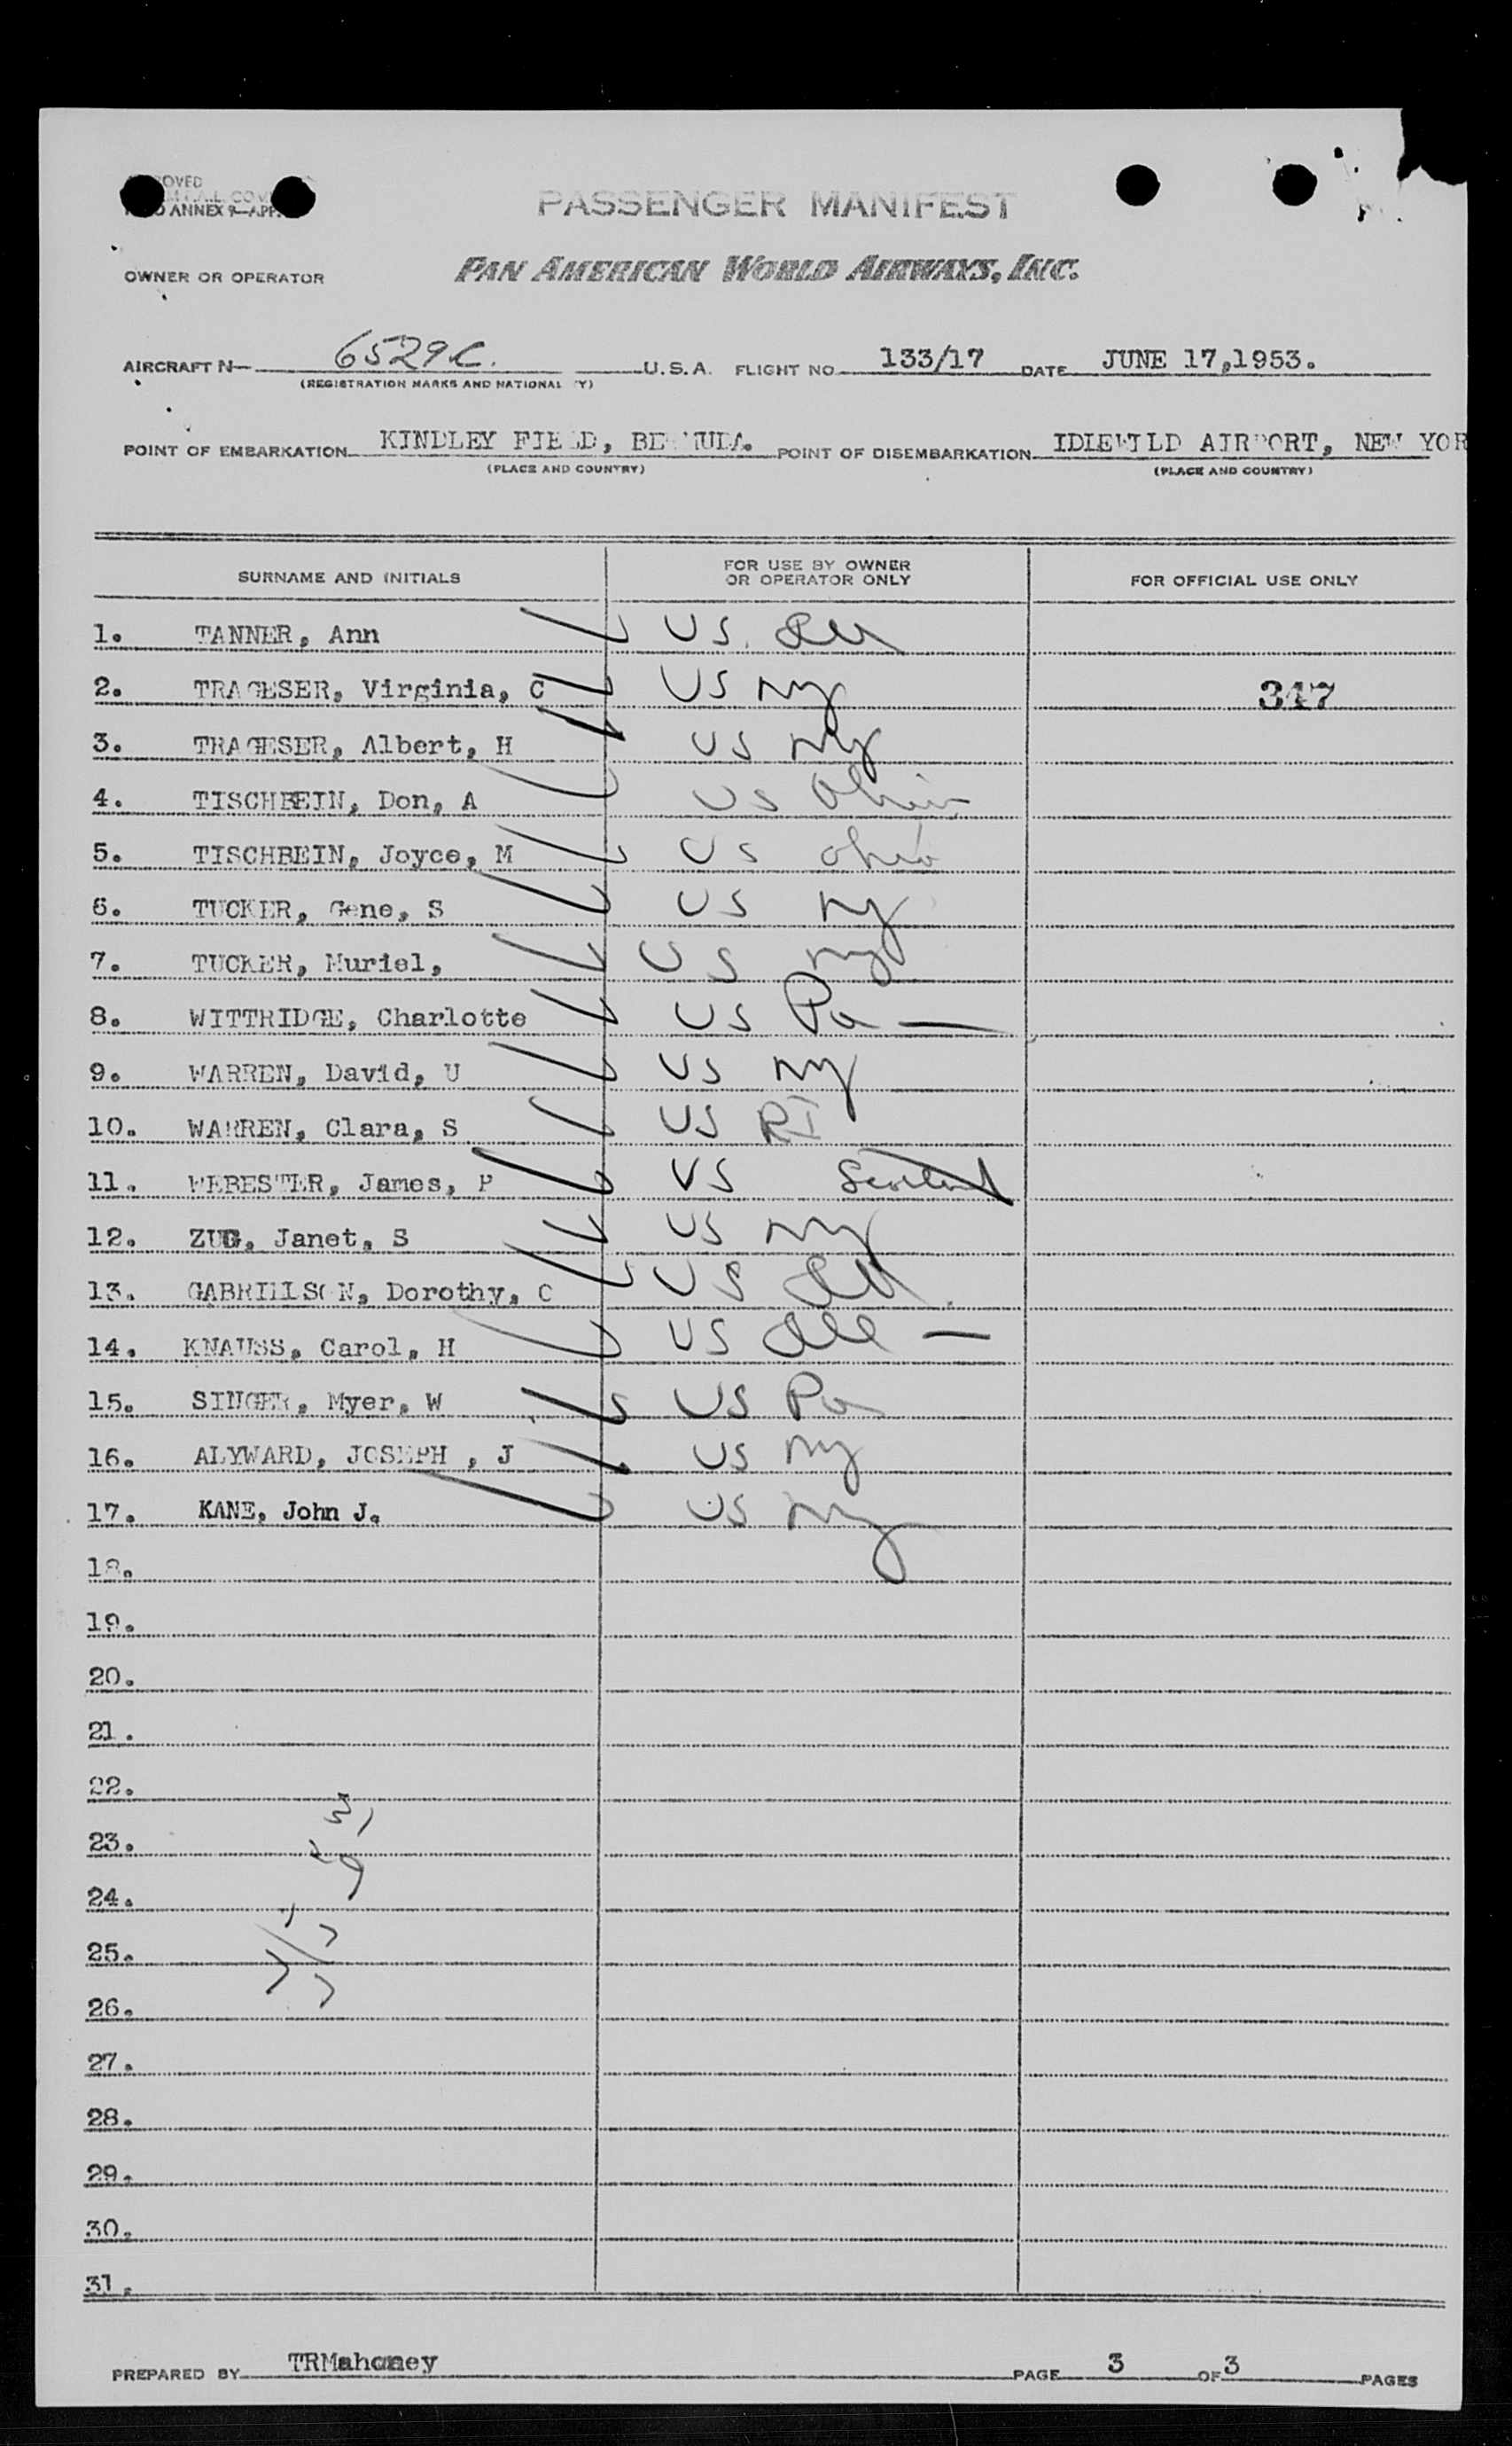 PASSENGER MANIFEST
ANNEX 9-APP.
OWNER OR OPERATOR PAN AMERICAN WORLD AIRWAYS, INC.
AIRCRAFT N- 6529C. U.S.A. FLIGHT NO 133/17 DATE JUNE 17,1953.
(REGISTRATION MARKS AND NATIONAL Y)
POINT OF EMBARKATION KINDLEY FIELD, BERMUDA. POINT OF DISEMBARKATION IDLEWILD AIRPORT, NEW YOR
(PLACE AND COUNTRY) (PLACE AND COUNTRY)
SURNAME AND INITIALS FOR USE BY OWNER OR OPERATOR ONLY FOR OFFICIAL USE ONLY
1. TANNER, Ann US
2. TRAGESER, Virginia, C US NY 347
3. TRAGESER, Albert, H US NY
4. TISCHBEIN, Don, A US Ohio
5. TISCHBEIN, Joyce, M US Ohio
6. TUCKER, Gene, S US NY
7. TUCKER, Muriel, US NY
8. WITTRIDGE, Charlotte US Pa
9. WARREN, David, U US NY
10. WARREN, Clara, S US RI
11. WEBESTER, James, P US
12. ZUG, Janet, S US NY
13. GABRIELSON, Dorothy, C US
14. KNAUSS, Carol, H US
15. SINGER, Myer, W US Pa
16. ALYWARD, JOSEPH , J US NY
17. KANE, John J. US NY
18.
19.
20.
21.
22.
23.
24.
25.
26.
27.
28.
29.
30.
31.
PREPARED BY TRMahoney PAGE 3 OF 3 PAGES